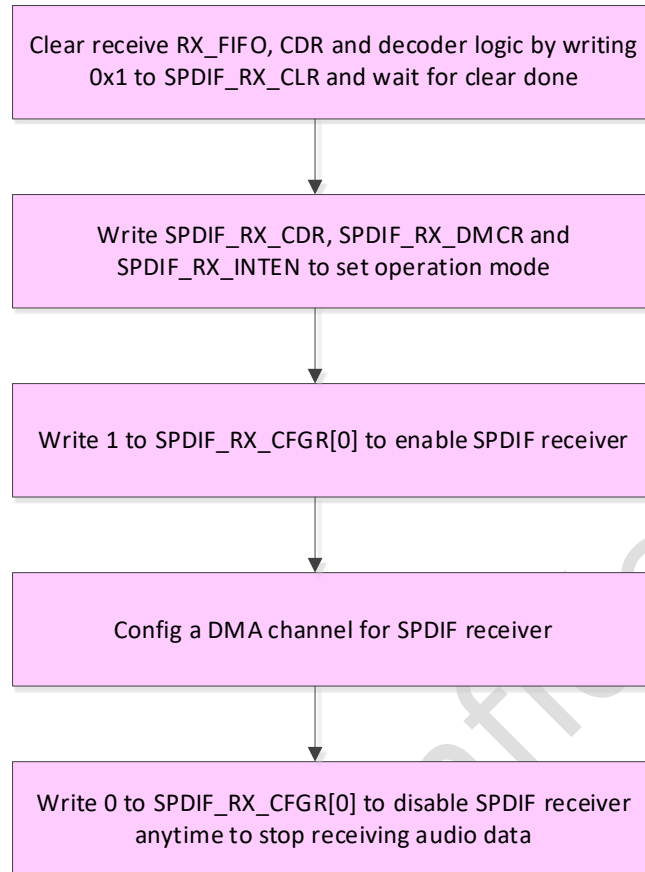 Clear receive RX_FIFO, CDR and decoder logic by writing
0x1 to SPDIF_RX_CLR and wait for clear done
Write SPDIF_RX_CDR, SPDIF_RX_DMCR and
SPDIF_RX_INTEN to set operation mode
Write 1 to SPDIF_RX_CFGR[0] to enable SPDIF receiver
Config a DMA channel for SPDIF receiver
Write 0 to SPDIF_RX_CFGR[0] to disable SPDIF receiver
anytime to stop receiving audio data